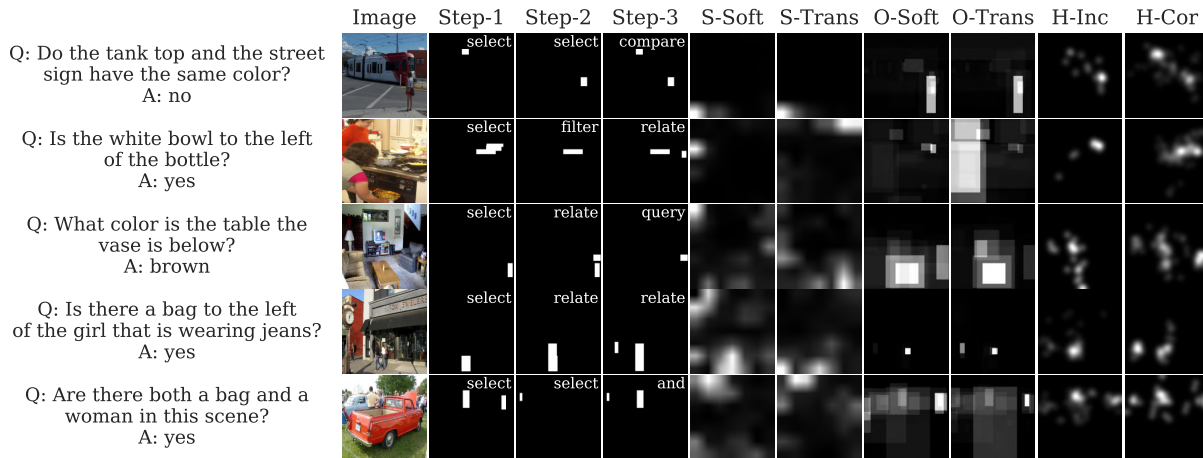 Image Step-1 Step-2 Step-3 S-Soft S-Trans O-Soft O-Trans H-Inc H-Cor
Q: Do the tank top and the street
sign have the same color?
A: no
select select compare
Q: Is the white bowl to the left
of the bottle?
A: yes
select filter relate
Q: What color is the table the
vase is below?
A: brown
select relate query
Q: Is there a bag to the left
of the girl that is wearing jeans?
A: yes
select relate relate
Q: Are there both a bag and a
woman in this scene?
A: yes
select select and